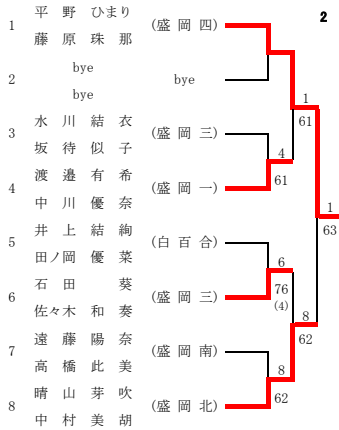 2
1 平 野 ひまり (盛 岡 四)
藤 原 珠 那
2 bye bye
bye
3 水 川 結 衣 (盛 岡 三)
坂 待 似 子
4 渡 邉 有 希 (盛 岡 一)
中 川 優 奈
5 井 上 結 絢 (白 百 合)
田ノ岡 優 菜
6 石 田 葵 (盛 岡 三)
佐々木 和 奏
7 遠 藤 陽 奈 (盛 岡 南)
高 橋 此 美
8 晴 山 芽 吹 (盛 岡 北)
中 村 美 胡
4
61
6
76
(4)
8
62
1
61
8
62
1
63